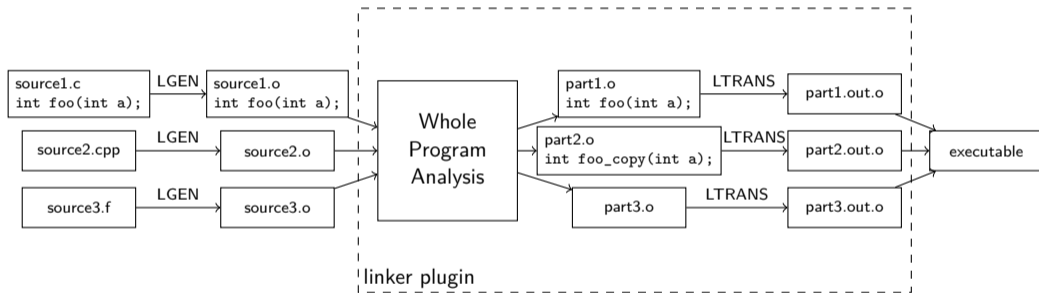 source1.c
int foo(int a);
LGEN
source1.o
int foo(int a);
source2.cpp
LGEN
source2.o
source3.f
LGEN
source3.o
Whole
Program
Analysis
part1.o
int foo(int a);
LTRANS
part1.out.o
part2.o
int foo_copy(int a);
LTRANS
part2.out.o
part3.o
LTRANS
part3.out.o
executable
linker plugin